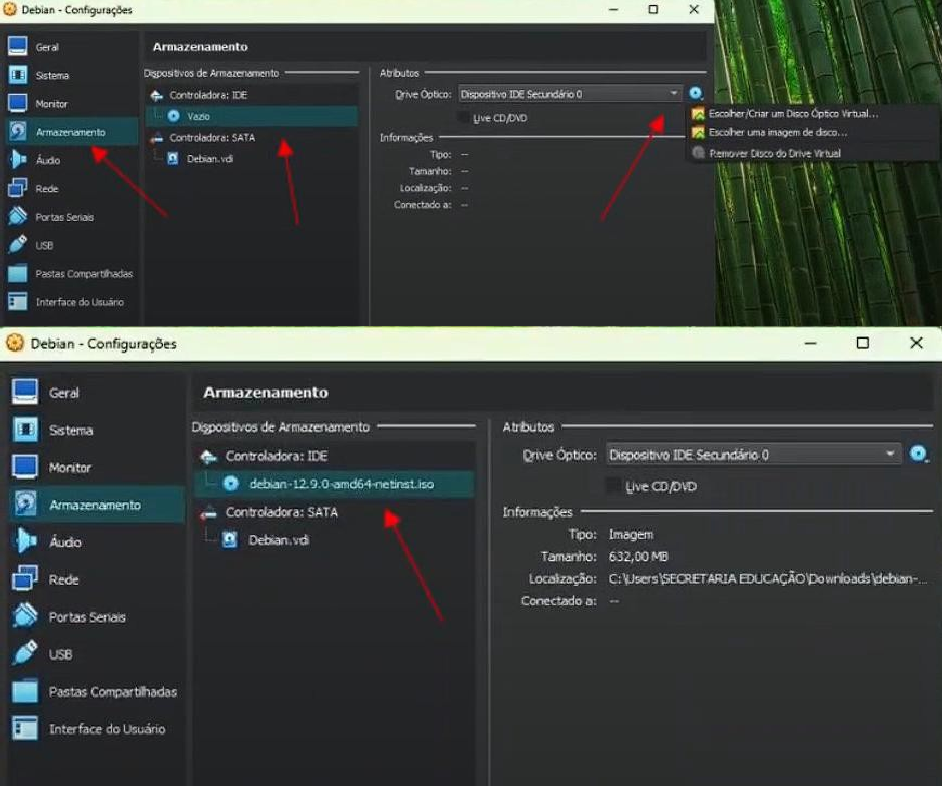 Debian - Configurações
Geral
Sistema
Monitor
Armazenamento
Áudio
Rede
Portas Seriais
USB
Pastas Compartilhadas
Interface do Usuário
Armazenamento
Dispositivos de Armazenamento
Controladora: IDE
Vazio
Controladora: SATA
Debian.vdi
Atributos
Drive Óptico: Dispositivo IDE Secundário 0
Live CD/DVD
Informações
Tipo: --
Tamanho: --
Localização: --
Conectado a: --
Escolher/Criar um Disco Óptico Virtual...
Escolher uma imagem de disco...
Remover Disco do Drive Virtual
Debian - Configurações
Geral
Sistema
Monitor
Armazenamento
Áudio
Rede
Portas Seriais
USB
Pastas Compartilhadas
Interface do Usuário
Armazenamento
Dispositivos de Armazenamento
Controladora: IDE
debian-12.9.0-amd64-netinst.iso
Controladora: SATA
Debian.vdi
Atributos
Drive Óptico: Dispositivo IDE Secundário 0
Live CD/DVD
Informações
Tipo: Imagem
Tamanho: 632,00 MB
Localização: C:\Users\SECRETARIA EDUCAÇÃO\Downloads\debian-...
Conectado a: --